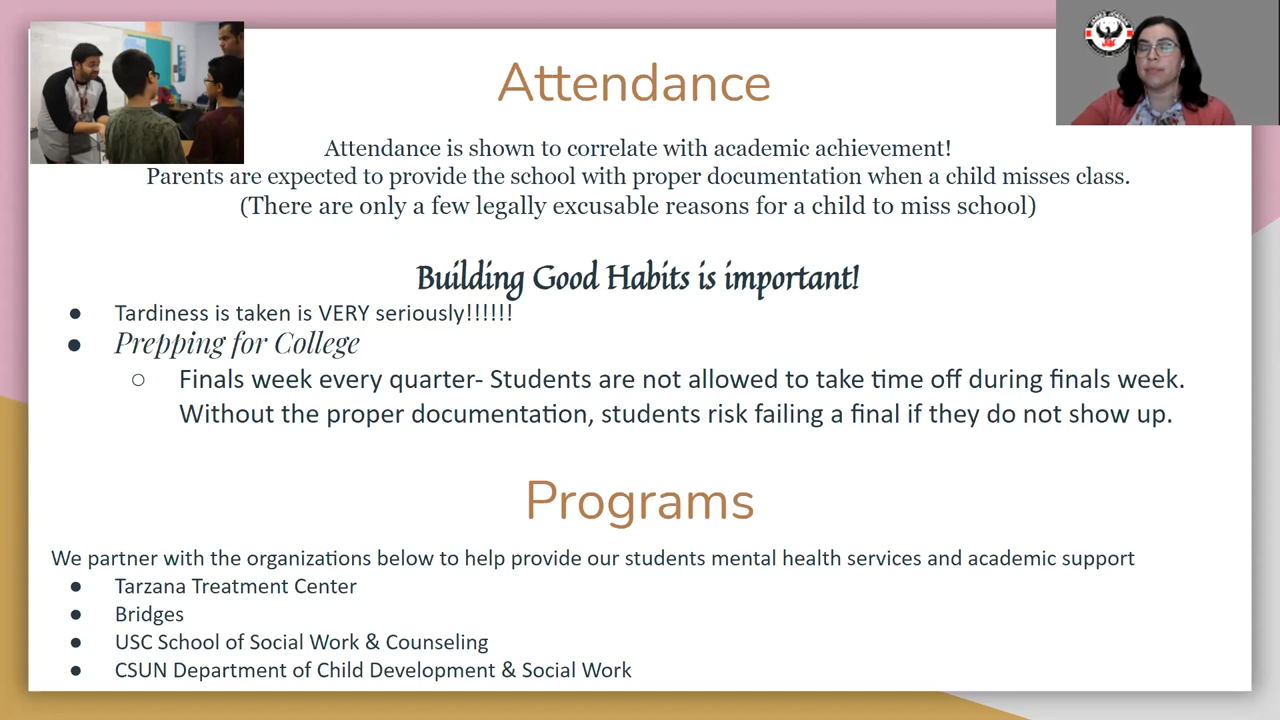 Attendance
Attendance is shown to correlate with academic achievement!
Parents are expected to provide the school with proper documentation when a child misses class.
(There are only a few legally excusable reasons for a child to miss school)
Building Good Habits is important!
● Tardiness is taken is VERY seriously!!!!!!
● Prepping for College
○ Finals week every quarter- Students are not allowed to take time off during finals week.
Without the proper documentation, students risk failing a final if they do not show up.
Programs
We partner with the organizations below to help provide our students mental health services and academic support
● Tarzana Treatment Center
● Bridges
● USC School of Social Work & Counseling
● CSUN Department of Child Development & Social Work